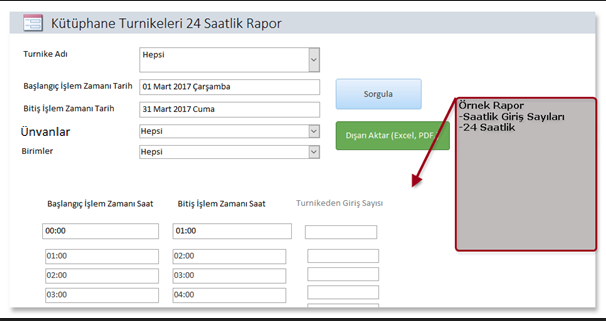 Kütüphane Turnikeleri 24 Saatlik Rapor
Turnike Adı
Hepsi
Başlangıç İşlem Zamanı Tarih
01 Mart 2017 Çarşamba
Bitiş İşlem Zamanı Tarih
31 Mart 2017 Cuma
Ünvanlar
Hepsi
Birimler
Hepsi
Sorgula
Dışarı Aktar (Excel, PDF
Örnek Rapor
-Saatlik Giriş Sayıları
-24 Saatlik
Başlangıç İşlem Zamanı Saat
Bitiş İşlem Zamanı Saat
Turnikeden Giriş Sayısı
00:00
01:00
01:00
02:00
02:00
03:00
03:00
04:00